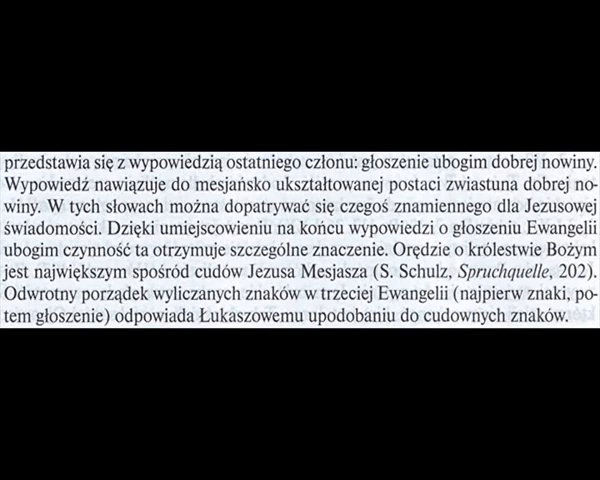 przedstawia się z wypowiedzią ostatniego członu: głoszenie ubogim dobrej nowiny.
Wypowiedź nawiązuje do mesjańsko ukształtowanej postaci zwiastuna dobrej no-
winy. W tych słowach można dopatrywać się czegoś znamiennego dla Jezusowej
świadomości. Dzięki umiejscowieniu na końcu wypowiedzi o głoszeniu Ewangelii
ubogim czynność ta otrzymuje szczególne znaczenie. Orędzie o królestwie Bożym
jest największym spośród cudów Jezusa Mesjasza (S. Schulz, Spruchquelle, 202).
Odwrotny porządek wyliczanych znaków w trzeciej Ewangelii (najpierw znaki, po-
tem głoszenie) odpowiada Łukaszowemu upodobaniu do cudownych znaków.